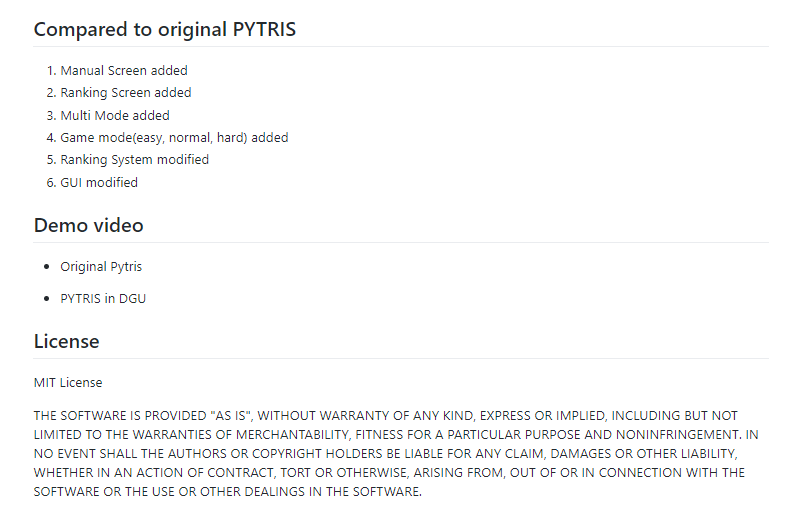 Compared to original PYTRIS
1. Manual Screen added
2. Ranking Screen added
3. Multi Mode added
4. Game mode(easy, normal, hard) added
5. Ranking System modified
6. GUI modified
Demo video
• Original Pytris
• PYTRIS in DGU
License
MIT License
THE SOFTWARE IS PROVIDED "AS IS", WITHOUT WARRANTY OF ANY KIND, EXPRESS OR IMPLIED, INCLUDING BUT NOT
LIMITED TO THE WARRANTIES OF MERCHANTABILITY, FITNESS FOR A PARTICULAR PURPOSE AND NONINFRINGEMENT. IN
NO EVENT SHALL THE AUTHORS OR COPYRIGHT HOLDERS BE LIABLE FOR ANY CLAIM, DAMAGES OR OTHER LIABILITY,
WHETHER IN AN ACTION OF CONTRACT, TORT OR OTHERWISE, ARISING FROM, OUT OF OR IN CONNECTION WITH THE
SOFTWARE OR THE USE OR OTHER DEALINGS IN THE SOFTWARE.